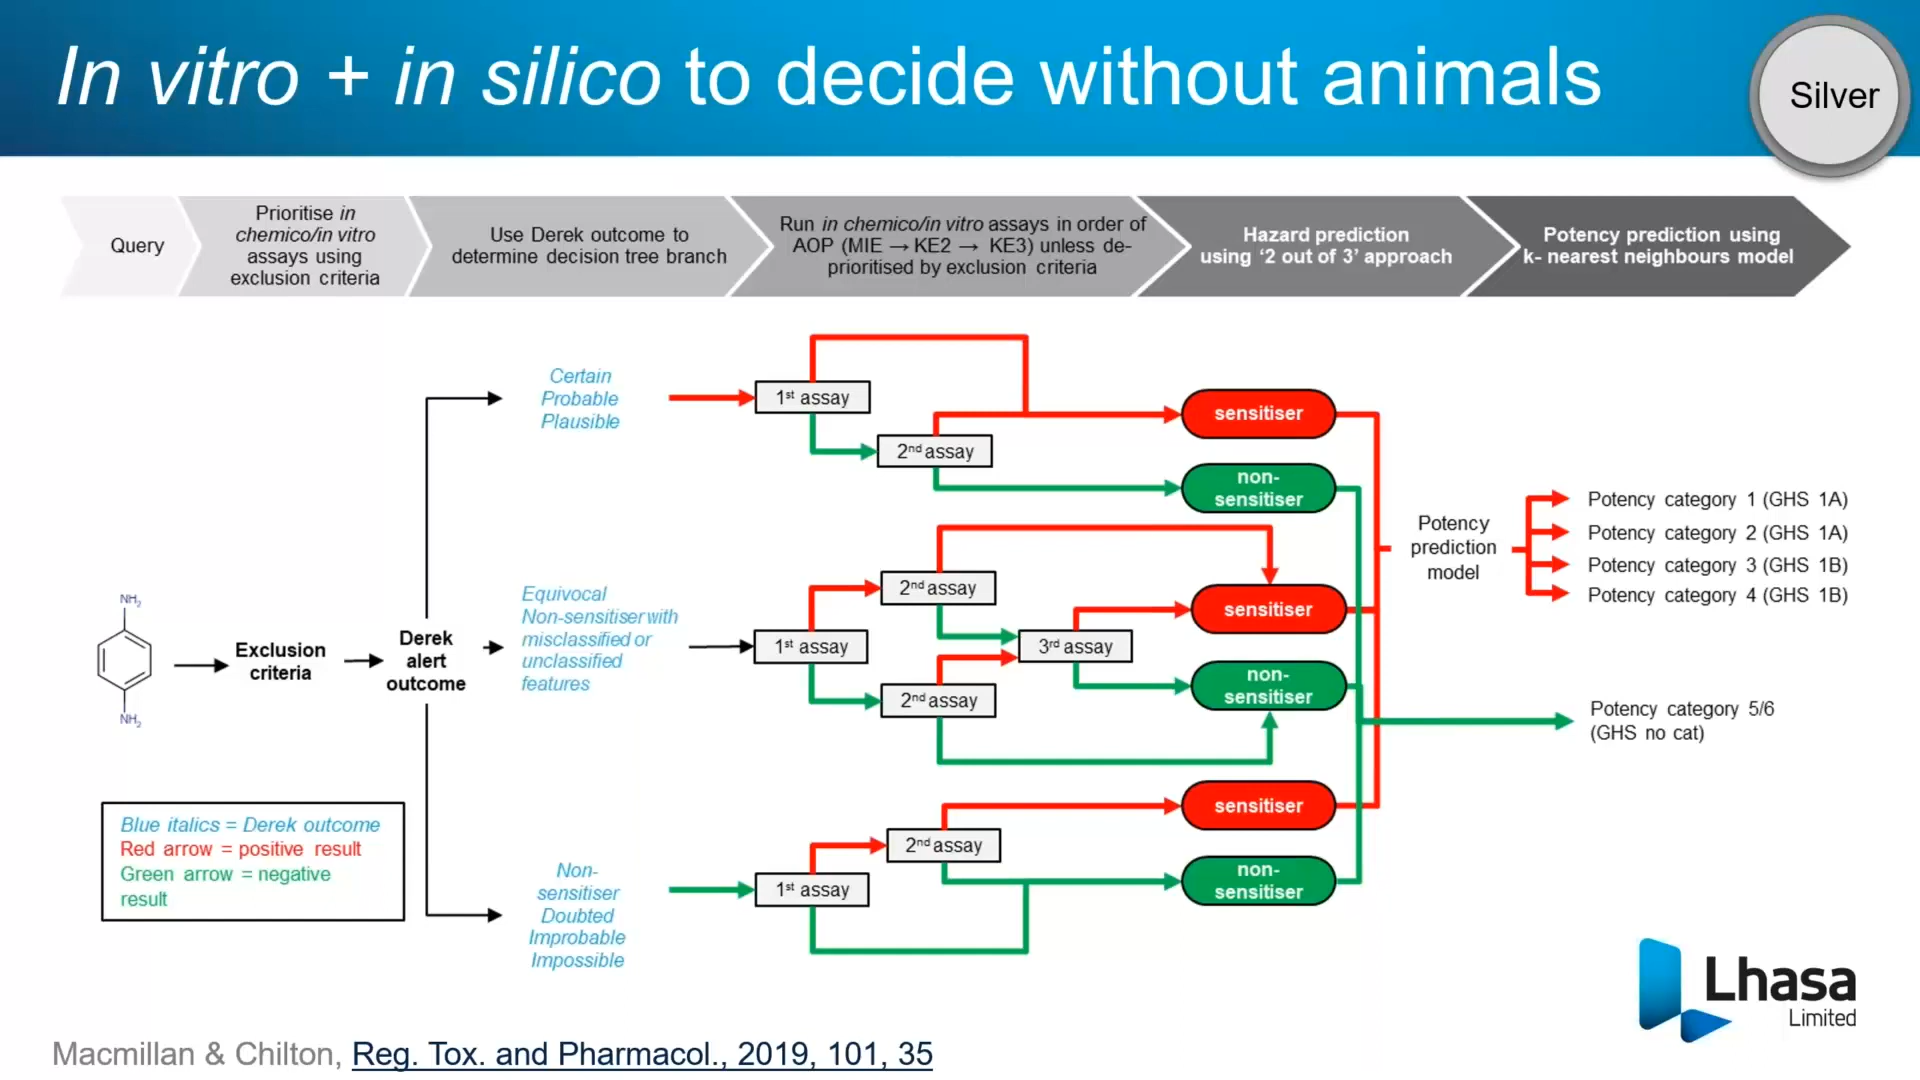 In vitro + in silico to decide without animals
Silver
Query
Prioritise in
chemico/in vitro
assays using
exclusion criteria
Use Derek outcome to
determine decision tree branch
Run in chemico/in vitro assays in order of
AOP (MIE → KE2 → KE3) unless de-
prioritised by exclusion criteria
Hazard prediction
using ‘2 out of 3’ approach
Potency prediction using
k- nearest neighbours model
NH2
NH2
Exclusion
criteria
Derek
alert
outcome
Certain
Probable
Plausible
1st assay
2nd assay
sensitiser
non-
sensitiser
Equivocal
Non-sensitiser with
misclassified or
unclassified
features
1st assay
2nd assay
2nd assay
3rd assay
sensitiser
non-
sensitiser
Non-
sensitiser
Doubted
Improbable
Impossible
1st assay
2nd assay
sensitiser
non-
sensitiser
Potency
prediction
model
Potency category 1 (GHS 1A)
Potency category 2 (GHS 1A)
Potency category 3 (GHS 1B)
Potency category 4 (GHS 1B)
Potency category 5/6
(GHS no cat)
Blue italics = Derek outcome
Red arrow = positive result
Green arrow = negative
result
Lhasa
Limited
Macmillan & Chilton, Reg. Tox. and Pharmacol., 2019, 101, 35